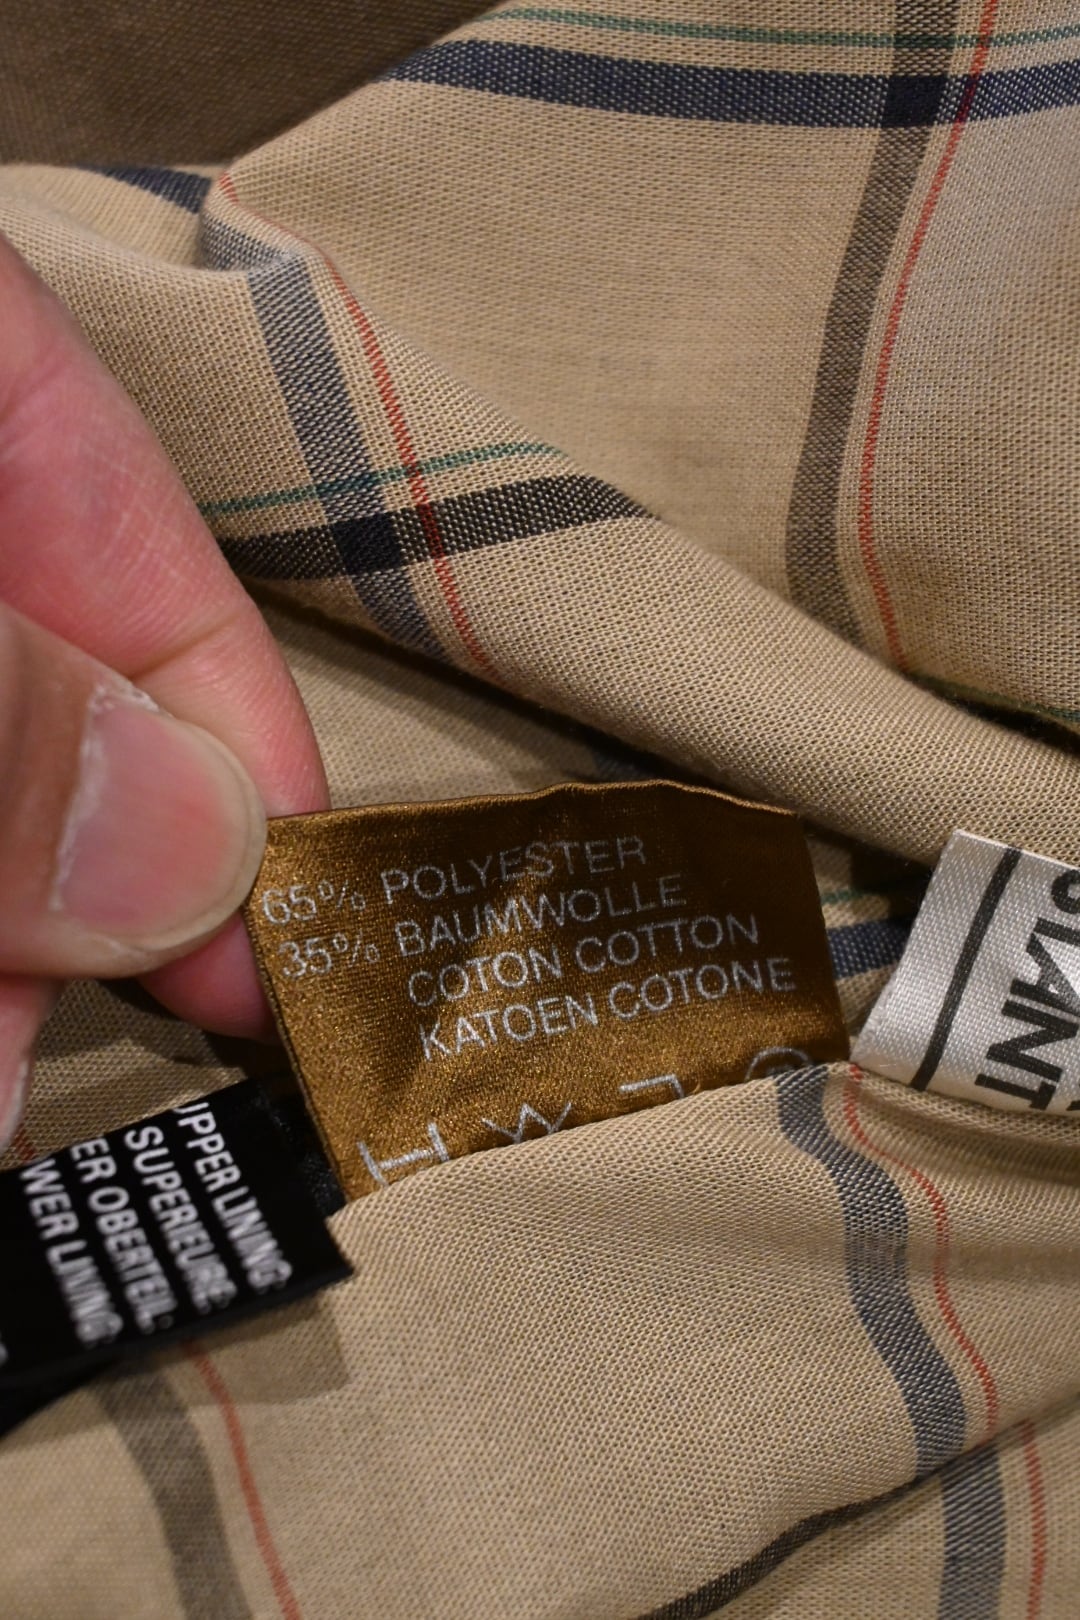 65% POLYESTER
35% BAUMWOLLE
COTON COTTON
KATOEN COTONE
UPPER LINING:
SUPERIEURE:
ER OBERTEIL:
WER LINING: